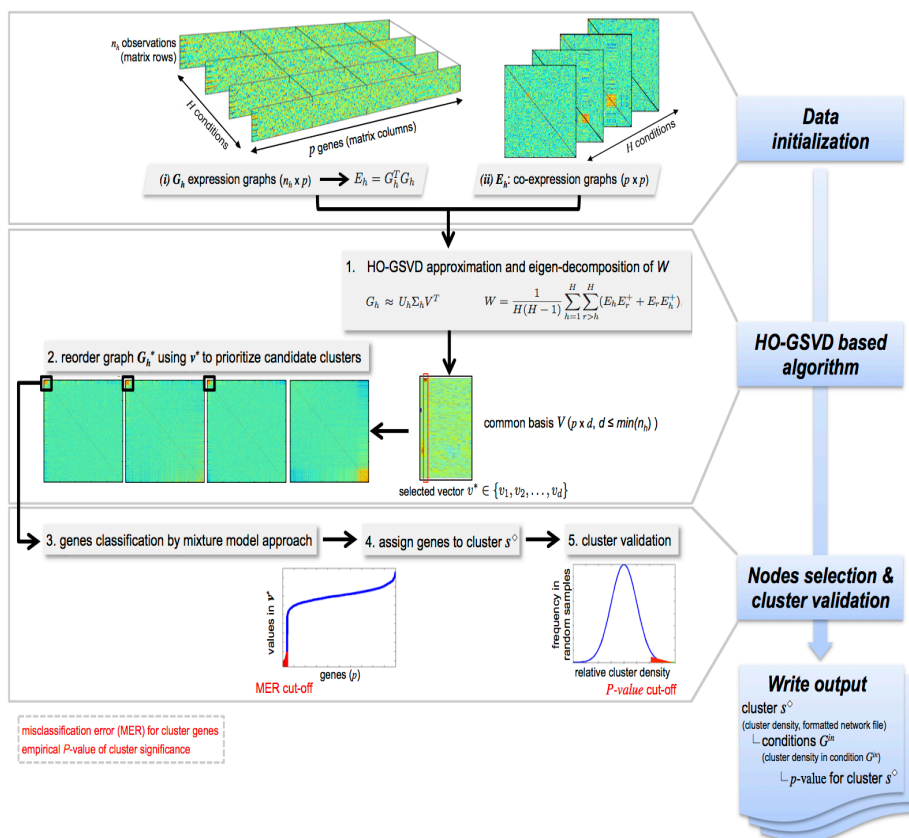 n_h observations
(matrix rows)
H conditions
p genes (matrix columns)
H conditions
(i) G_h expression graphs (n_h x p) → E_h = G_h^T G_h
(ii) E_h: co-expression graphs (p x p)
Data
initialization
1. HO-GSVD approximation and eigen-decomposition of W
G_h ≈ U_h Σ_h V^T
W = \frac{1}{H(H − 1)} \sum_{h=1}^{H} \sum_{r>h}^{H} (E_h E_r^+ + E_r E_h^+)
2. reorder graph G_h* using v* to prioritize candidate clusters
common basis V (p x d, d ≤ min(n_h) )
selected vector v* ∈ {v_1, v_2, . . . , v_d}
HO-GSVD based
algorithm
3. genes classification by mixture model approach
4. assign genes to cluster s^◇
5. cluster validation
values in v*
genes (p)
MER cut-off
frequency in
random samples
relative cluster density
P-value cut-off
Nodes selection &
cluster validation
misclassification error (MER) for cluster genes
empirical P-value of cluster significance
Write output
cluster s^◇
(cluster density, formatted network file)
conditions G^in
(cluster density in condition G^in)
p-value for cluster s^◇